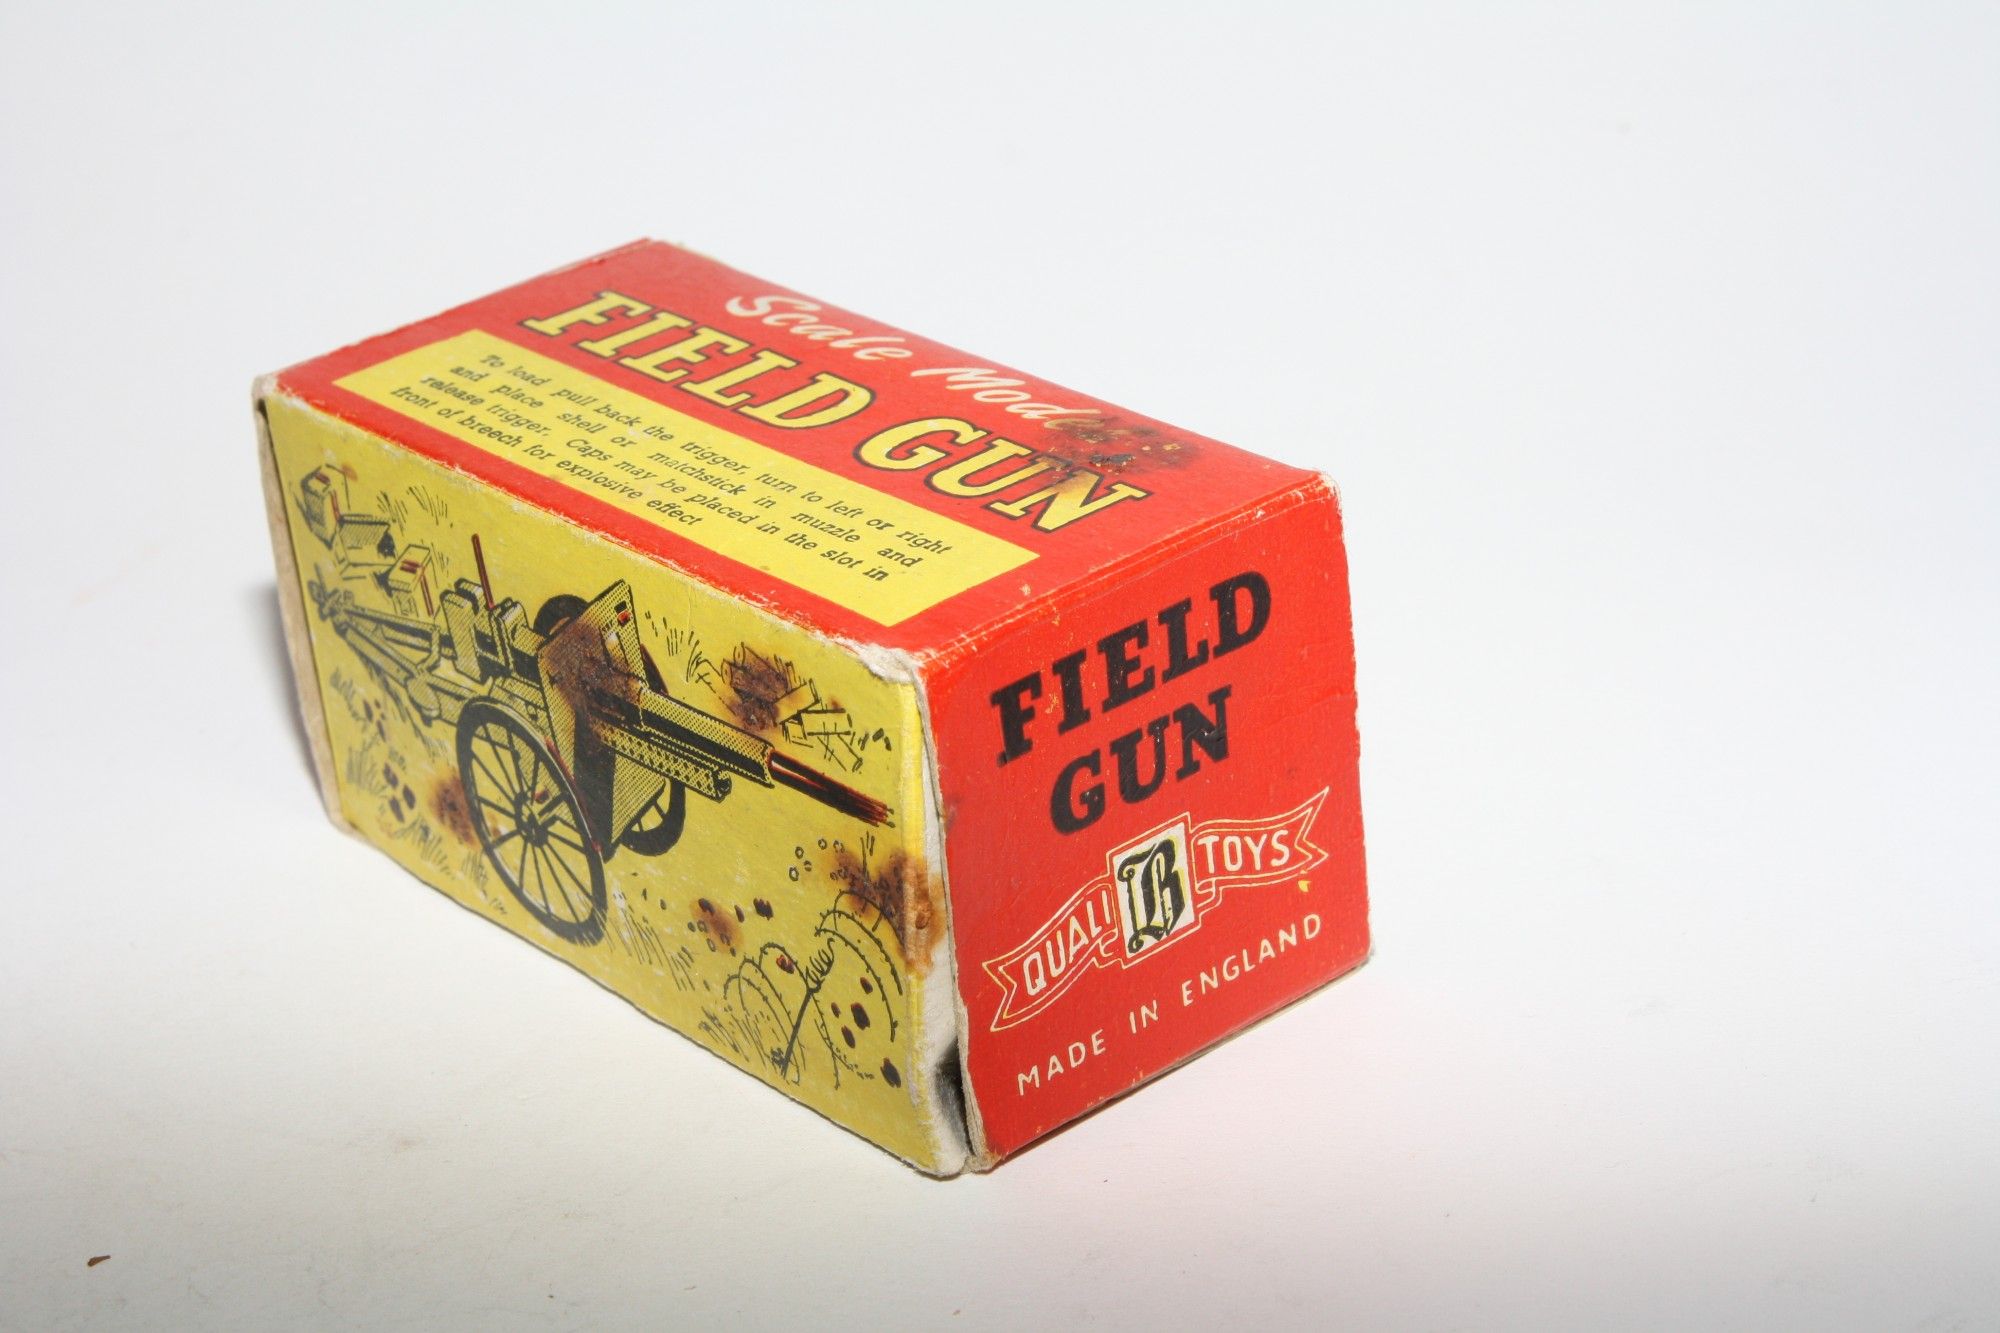 Scale Model
FIELD GUN
To load pull back the trigger, turn to left or right
and place shell or matchstick in muzzle and
release trigger. Caps may be placed in the slot in
front of breech for explosive effect
FIELD
GUN
QUALI B TOYS
MADE IN ENGLAND